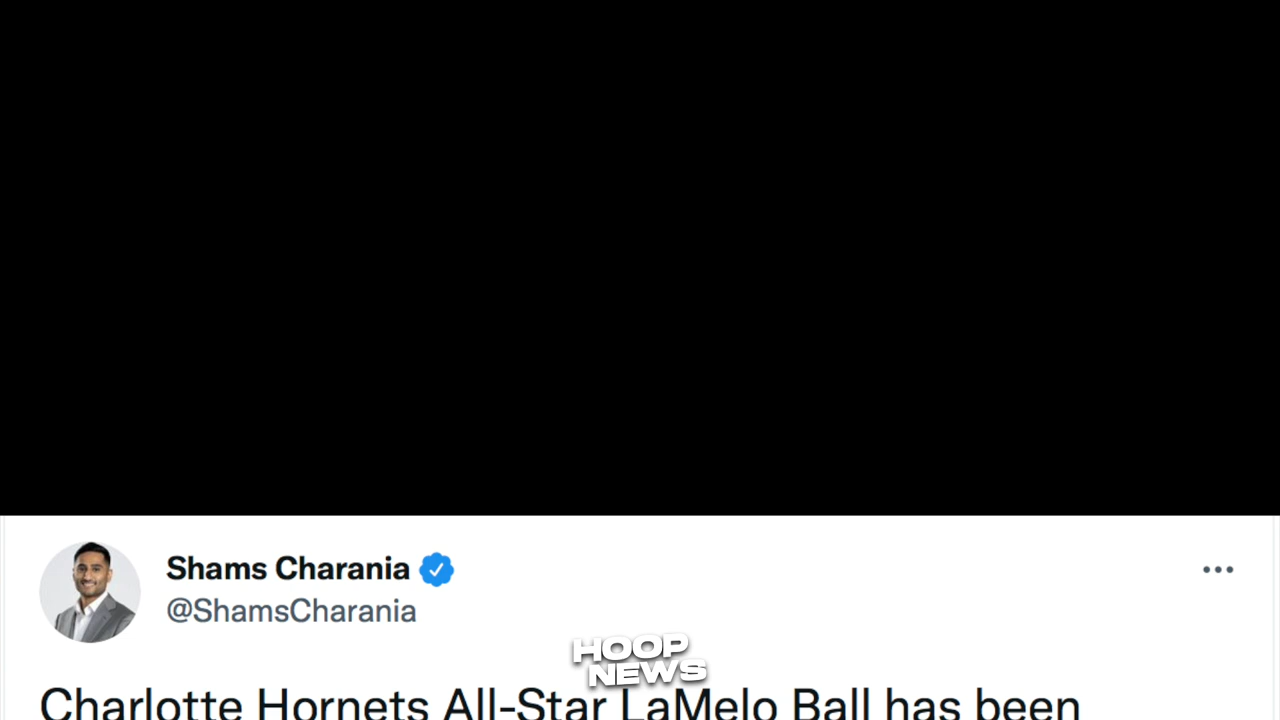 Shams Charania
@ShamsCharania
HOOP
NEWS
Charlotte Hornets All-Star LaMelo Ball has been